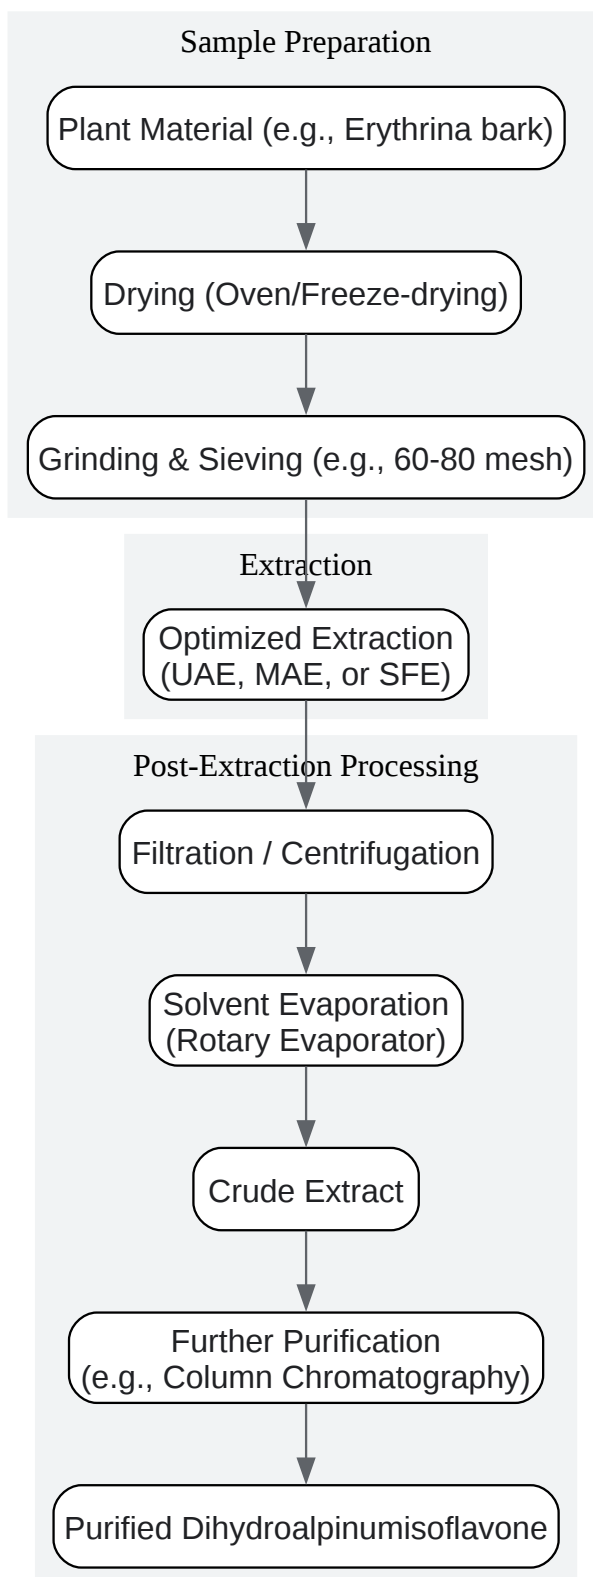 Sample Preparation
Plant Material (e.g., Erythrina bark)
Drying (Oven/Freeze-drying)
Grinding & Sieving (e.g., 60-80 mesh)
Extraction
Optimized Extraction
(UAE, MAE, or SFE)
Post-Extraction Processing
Filtration / Centrifugation
Solvent Evaporation
(Rotary Evaporator)
Crude Extract
Further Purification
(e.g., Column Chromatography)
Purified Dihydroalpinumisoflavone